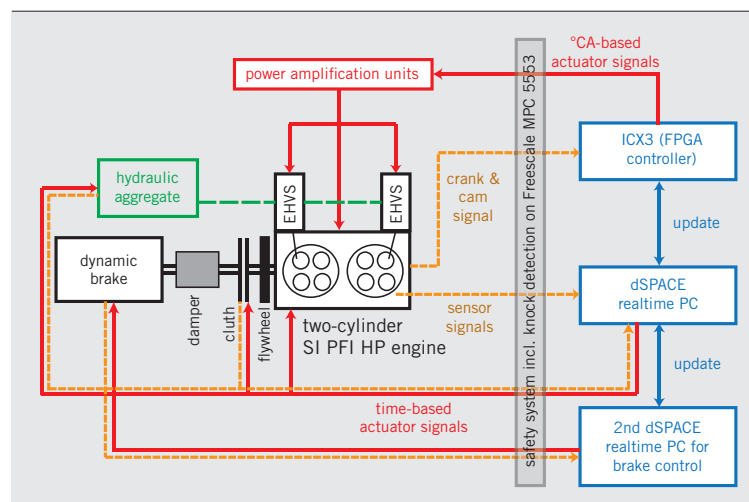 °CA-based
actuator signals
power amplification units
safety system incl. knock detection on Freescale MPC 5553
ICX3 (FPGA
controller)
hydraulic
aggregate
EHVS
EHVS
crank &
cam
signal
update
dynamic
brake
damper
cluth
flywheel
two-cylinder
SI PFI HP engine
sensor
signals
dSPACE
realtime PC
update
time-based
actuator signals
2nd dSPACE
realtime PC for
brake control